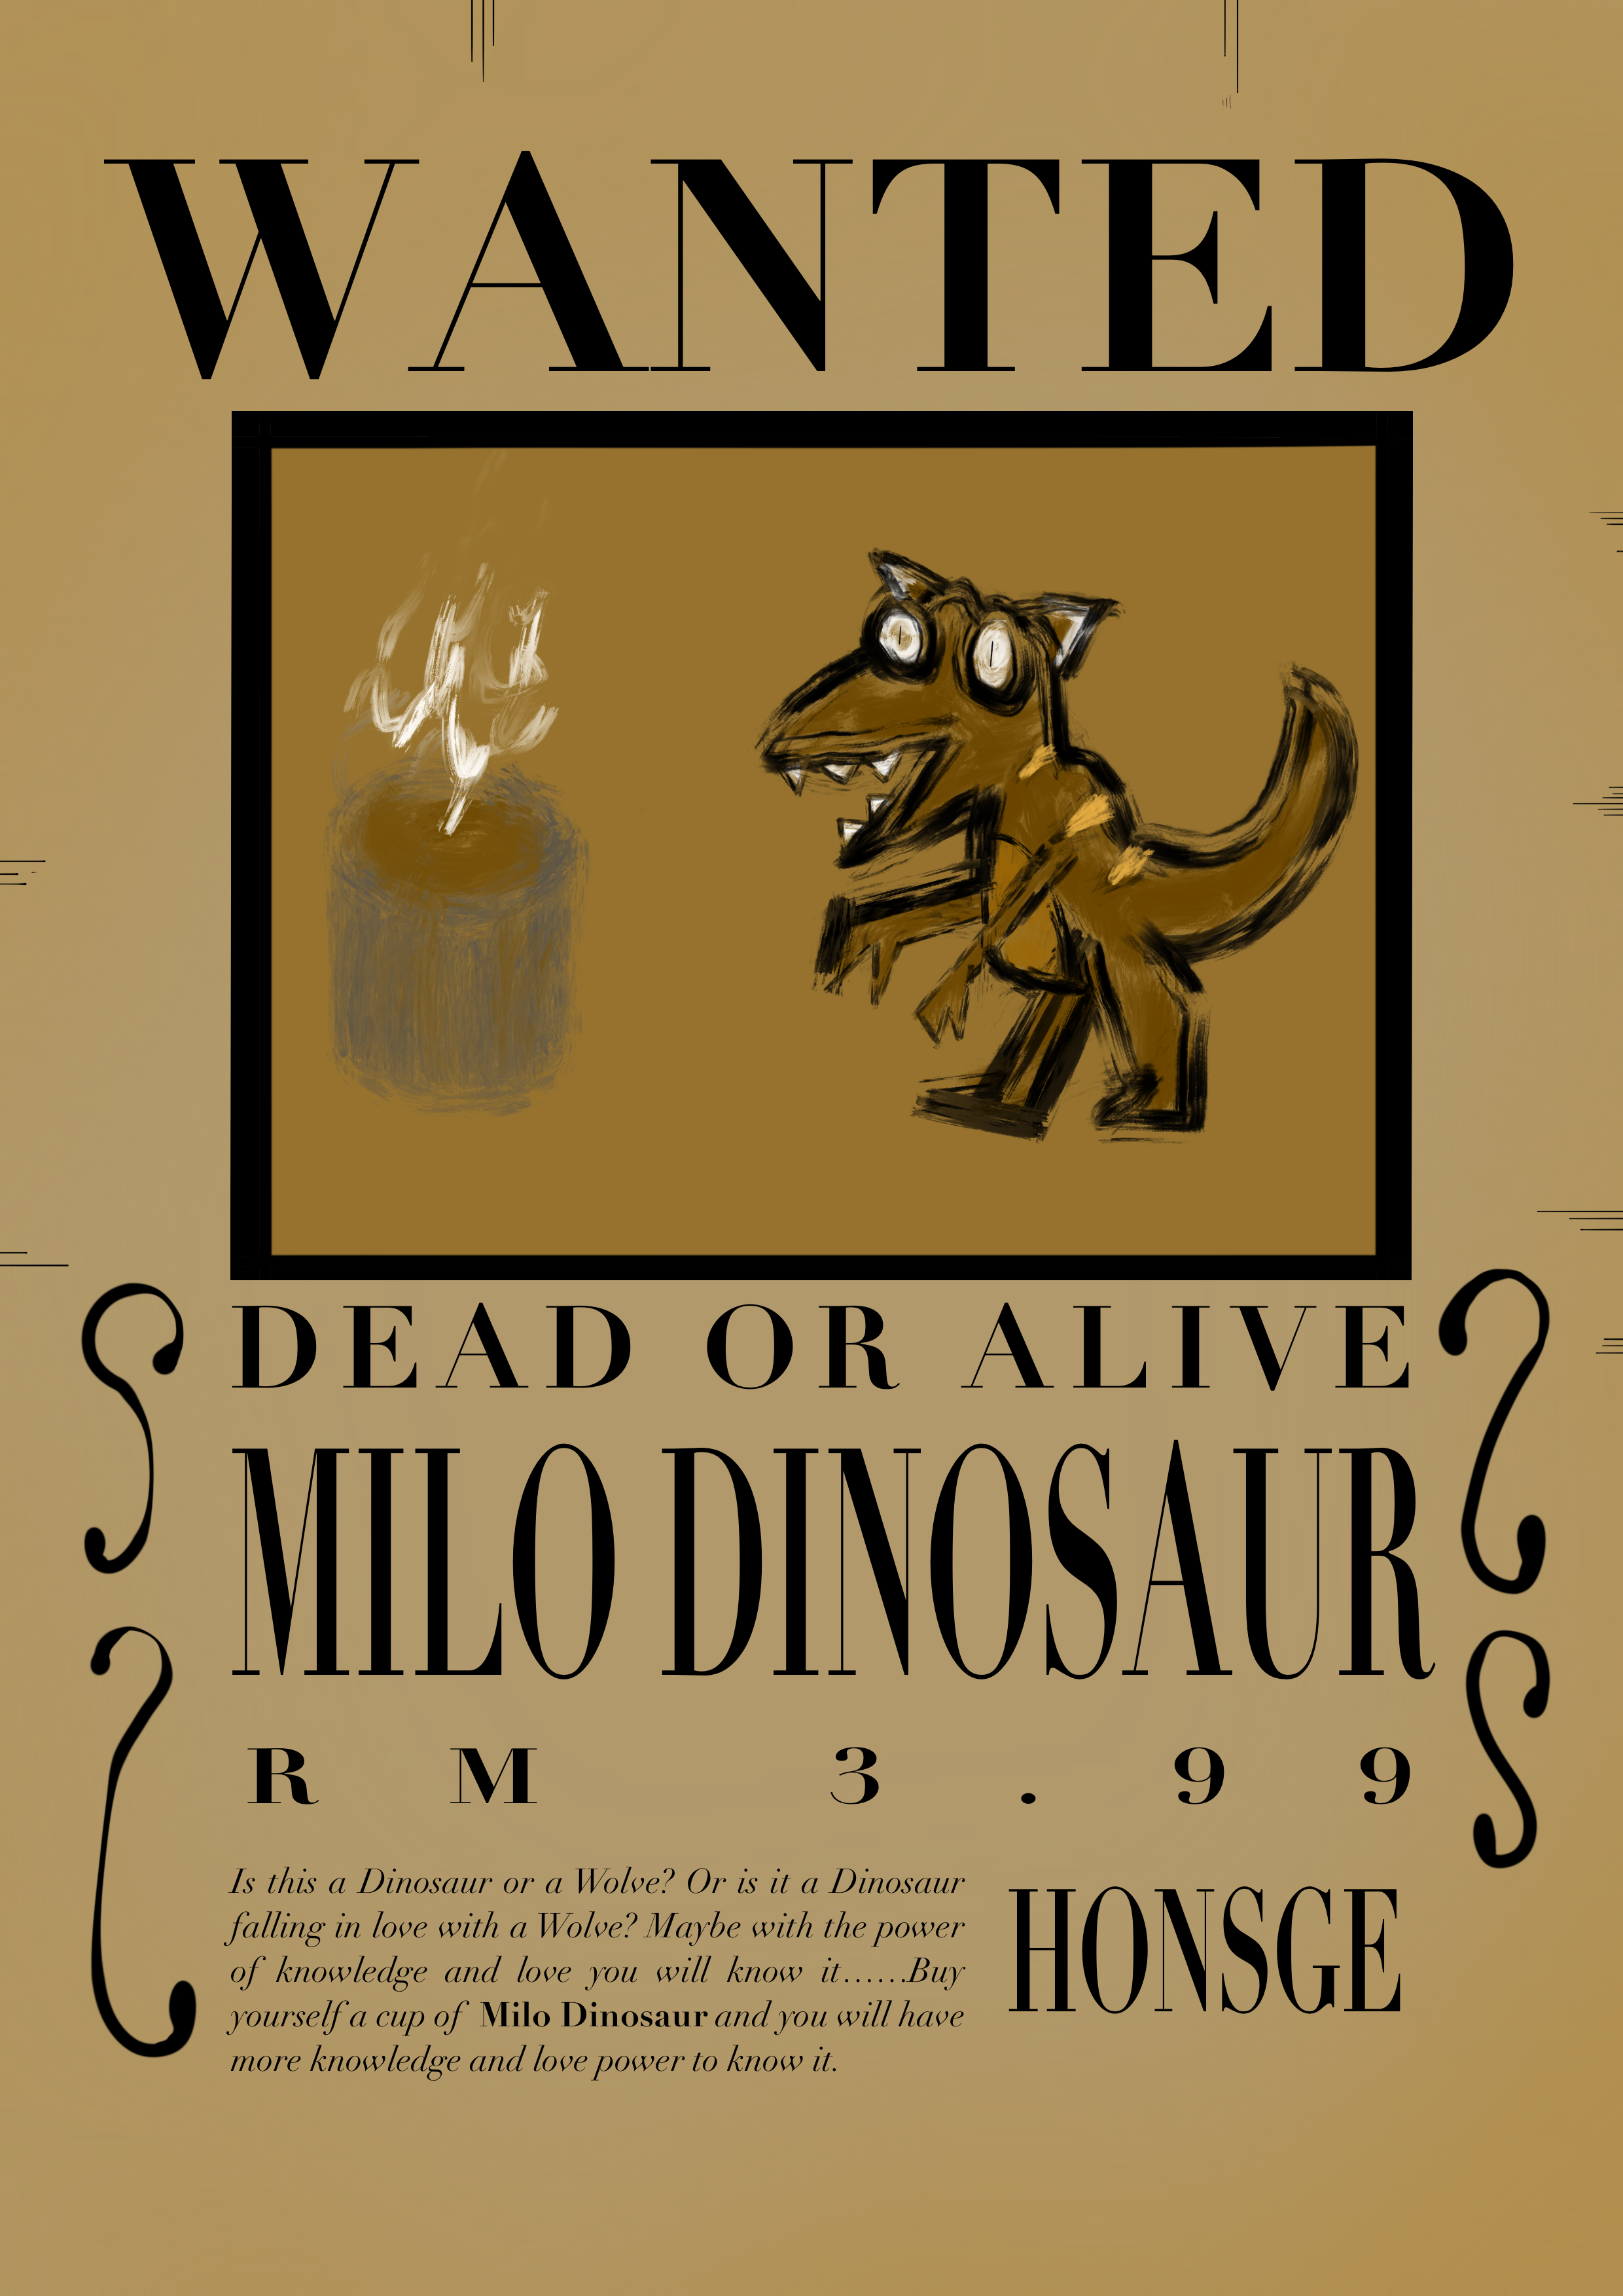 WANTED
DEAD OR ALIVE
MILO DINOSAUR
RM 3.99
Is this a Dinosaur or a Wolve? Or is it a Dinosaur
falling in love with a Wolve? Maybe with the power
of knowledge and love you will know it......Buy
yourself a cup of Milo Dinosaur and you will have
more knowledge and love power to know it.
HONSGE